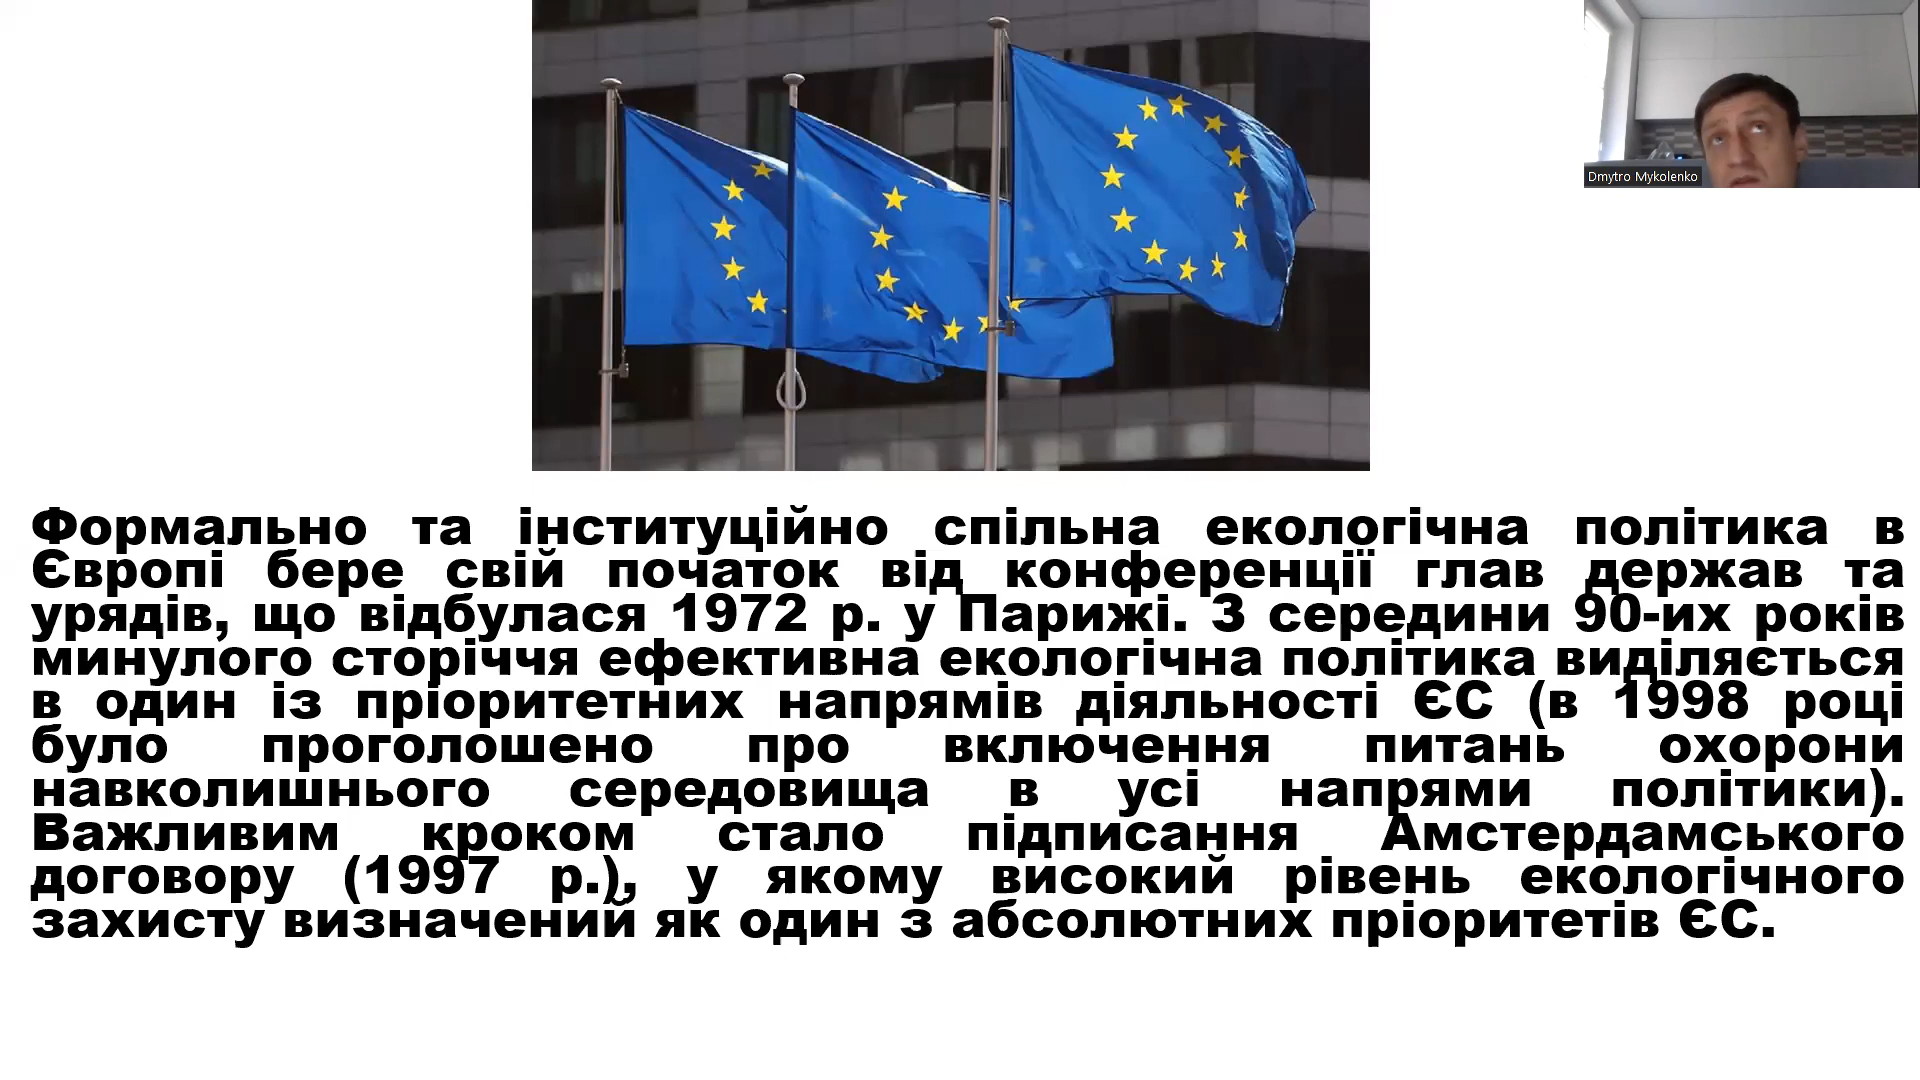 Dmytro Mykolenko
Формально та інституційно спільна екологічна політика в
Європі бере свій початок від конференції глав держав та
урядів, що відбулася 1972 р. у Парижі. З середини 90-их років
минулого сторіччя ефективна екологічна політика виділяється
в один із пріоритетних напрямів діяльності ЄС (в 1998 році
було проголошено про включення питань охорони
навколишнього середовища в усі напрями політики).
Важливим кроком стало підписання Амстердамського
договору (1997 р.), у якому високий рівень екологічного
захисту визначений як один з абсолютних пріоритетів ЄС.